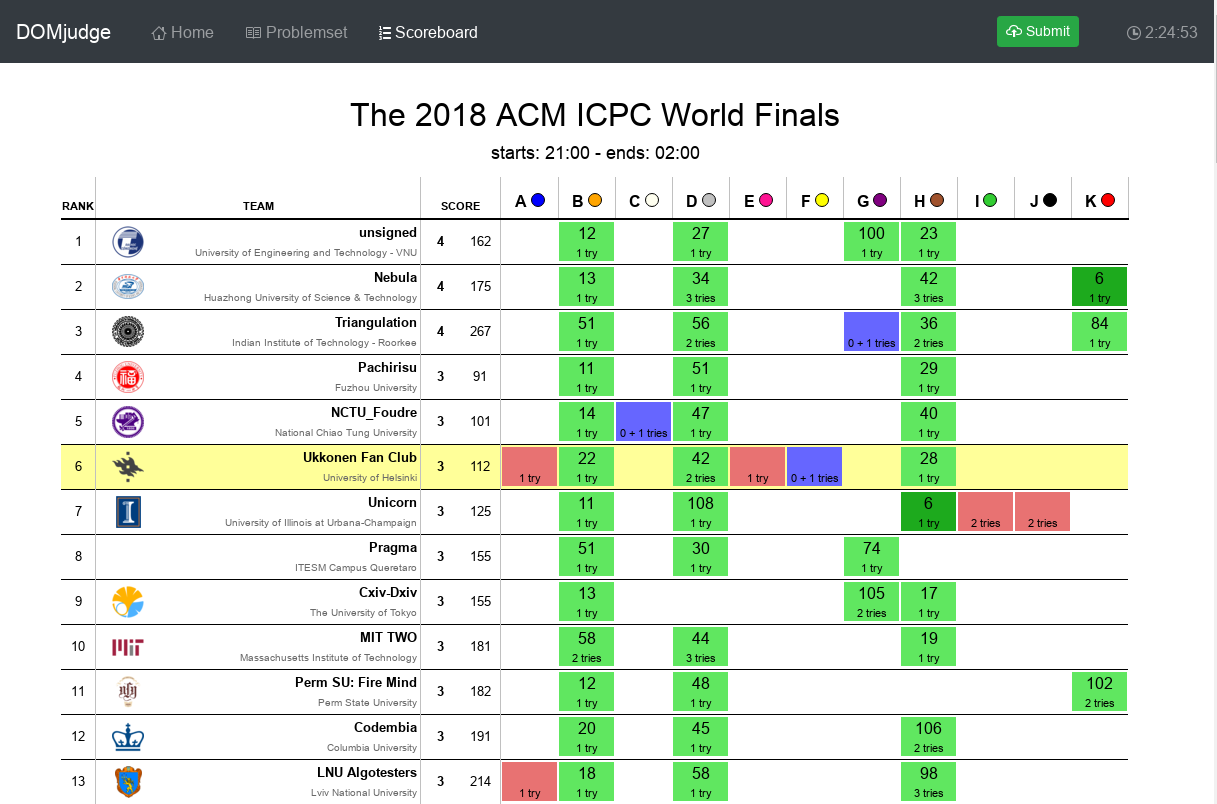 DOMjudge Home Problemset Scoreboard Submit 2:24:53
The 2018 ACM ICPC World Finals
starts: 21:00 - ends: 02:00
RANK TEAM SCORE A B C D E F G H I J K
1 unsigned 4 162 12 27 100 23
University of Engineering and Technology - VNU 1 try 1 try 1 try 1 try
2 Nebula 4 175 13 34 42 6
Huazhong University of Science & Technology 1 try 3 tries 3 tries 1 try
3 Triangulation 4 267 51 56 36 84
Indian Institute of Technology - Roorkee 1 try 2 tries 0 + 1 tries 2 tries 1 try
4 Pachirisu 3 91 11 51 29
Fuzhou University 1 try 1 try 1 try
5 NCTU_Foudre 3 101 14 47 40
National Chiao Tung University 1 try 0 + 1 tries 1 try 1 try
6 Ukkonen Fan Club 3 112 22 42 28
University of Helsinki 1 try 1 try 2 tries 1 try 0 + 1 tries 1 try
7 I Unicorn 3 125 11 108 6
University of Illinois at Urbana-Champaign 1 try 1 try 1 try 2 tries 2 tries
8 Pragma 3 155 51 30 74
ITESM Campus Queretaro 1 try 1 try 1 try
9 Cxiv-Dxiv 3 155 13 105 17
The University of Tokyo 1 try 2 tries 1 try
10 MIT MIT TWO 3 181 58 44 19
Massachusetts Institute of Technology 2 tries 3 tries 1 try
11 Perm SU: Fire Mind 3 182 12 48 102
Perm State University 1 try 1 try 2 tries
12 Codembia 3 191 20 45 106
Columbia University 1 try 1 try 2 tries
13 LNU Algotesters 3 214 18 58 98
Lviv National University 1 try 1 try 1 try 3 tries